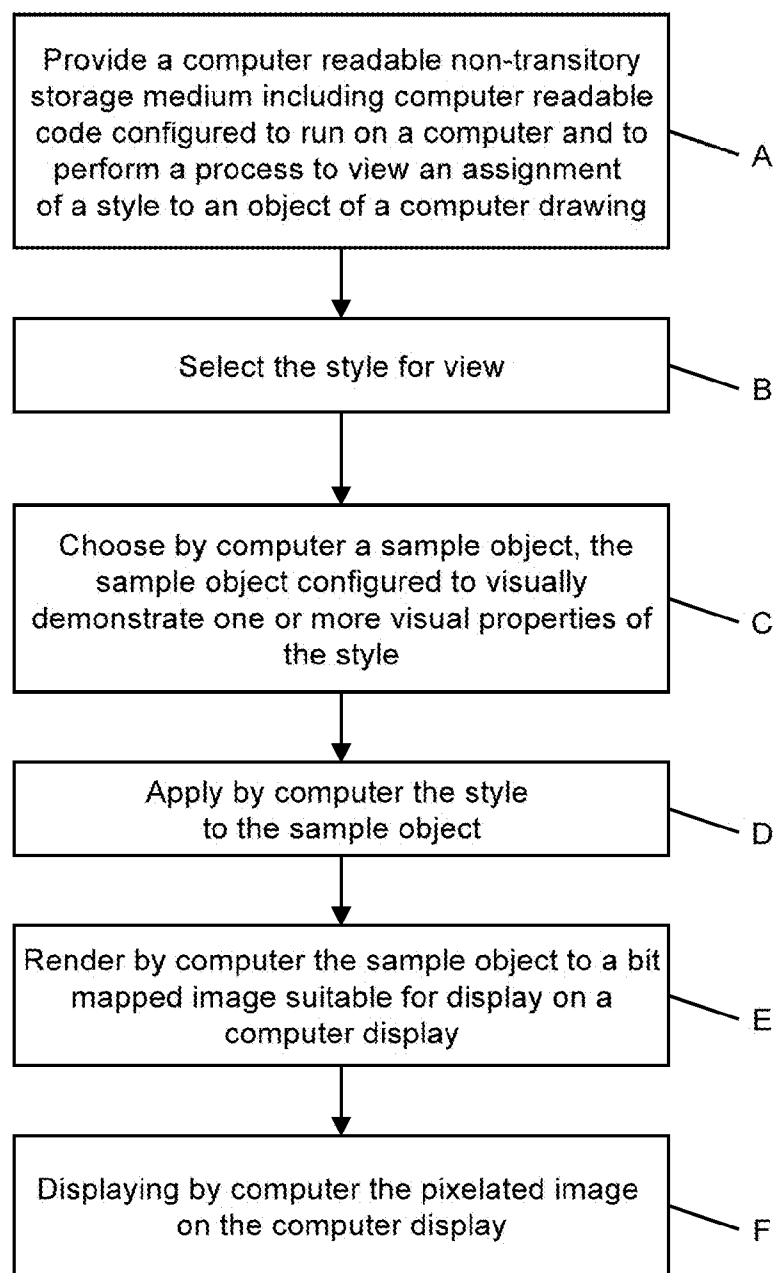 Provide a computer readable non-transitory
storage medium including computer readable
code configured to run on a computer and to
perform a process to view an assignment
of a style to an object of a computer drawing
A
Select the style for view
B
Choose by computer a sample object, the
sample object configured to visually
demonstrate one or more visual properties of
the style
C
Apply by computer the style
to the sample object
D
Render by computer the sample object to a bit
mapped image suitable for display on a
computer display
E
Displaying by computer the pixelated image
on the computer display
F